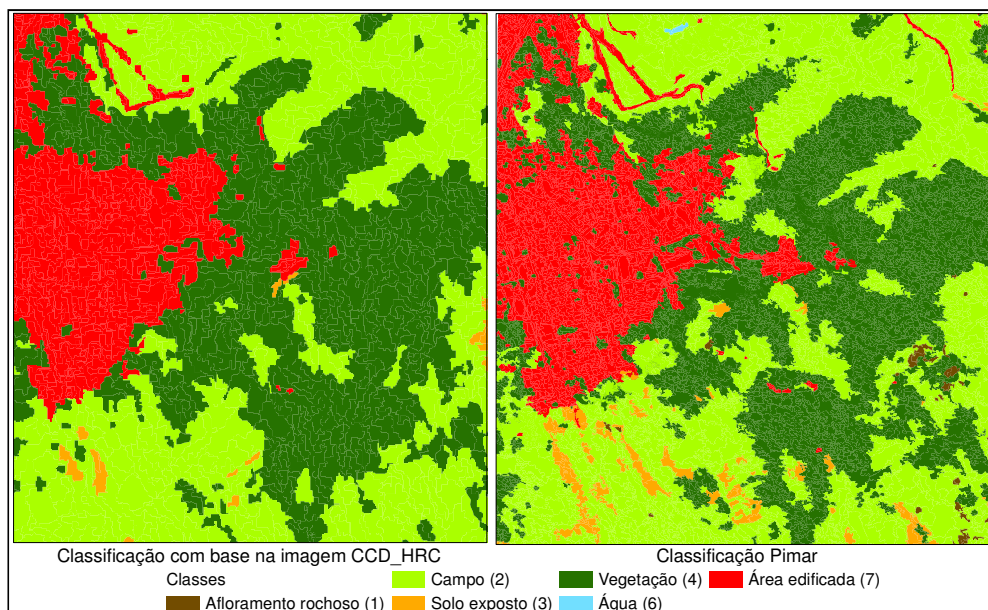 Classificação com base na imagem CCD_HRC
Classificação Pimar
Classes
Campo (2)
Vegetação (4)
Área edificada (7)
Afloramento rochoso (1)
Solo exposto (3)
Água (6)